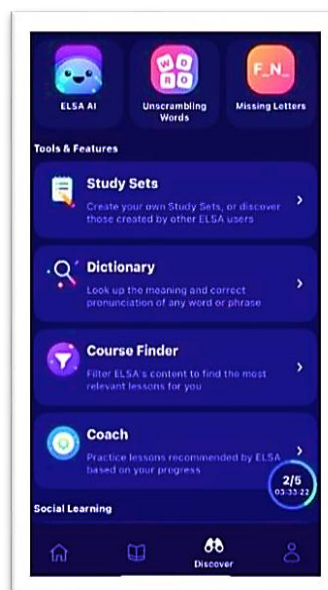 W O
R D
F_N_
ELSA AI
Unscrambling
Words
Missing Letters
Tools & Features
Study Sets
Create your own Study Sets, or discover
those created by other ELSA users
Dictionary
Look up the meaning and correct
pronunciation of any word or phrase
Course Finder
Filter ELSA's content to find the most
relevant lessons for you
Coach
Practice lessons recommended by ELSA
based on your progress
2/5
03:33:22
Social Learning
Discover